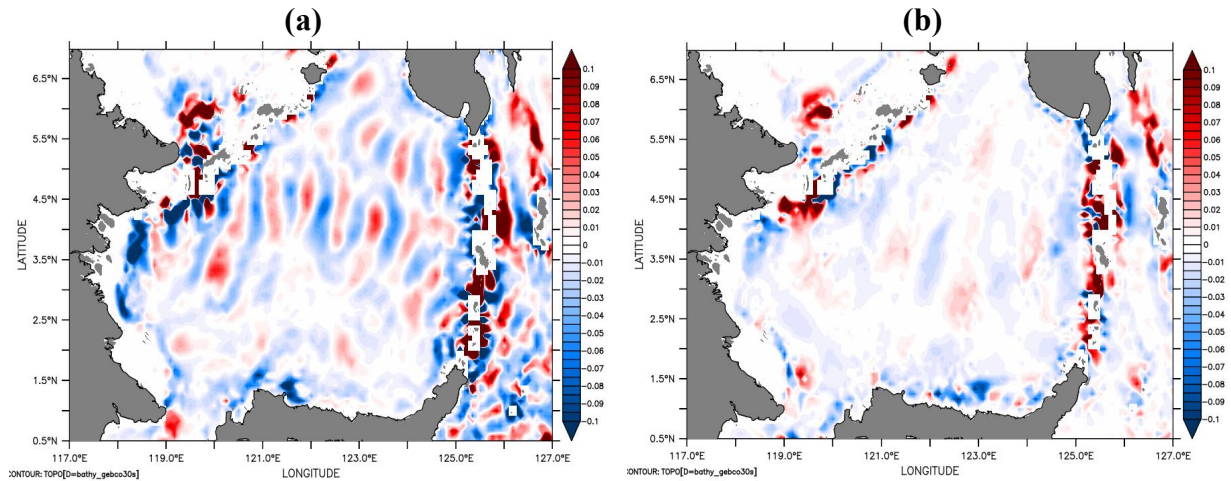 (a)
(b)
6.5°N
5.5°N
4.5°N
3.5°N
2.5°N
1.5°N
0.5°N
LATITUDE
117.0°E
119.0°E
121.0°E
123.0°E
125.0°E
127.0°E
LONGITUDE
:CONTOUR: TOPO[D=bathy_gebco30s]
0.1
0.09
0.08
0.07
0.06
0.05
0.04
0.03
0.02
0.01
0
−0.01
−0.02
−0.03
−0.04
−0.05
−0.06
−0.07
−0.08
−0.09
−0.1
6.5°N
5.5°N
4.5°N
3.5°N
2.5°N
1.5°N
0.5°N
LATITUDE
117.0°E
119.0°E
121.0°E
123.0°E
125.0°E
127.0°E
LONGITUDE
:CONTOUR: TOPO[D=bathy_gebco30s]
0.1
0.09
0.08
0.07
0.06
0.05
0.04
0.03
0.02
0.01
0
−0.01
−0.02
−0.03
−0.04
−0.05
−0.06
−0.07
−0.08
−0.09
−0.1